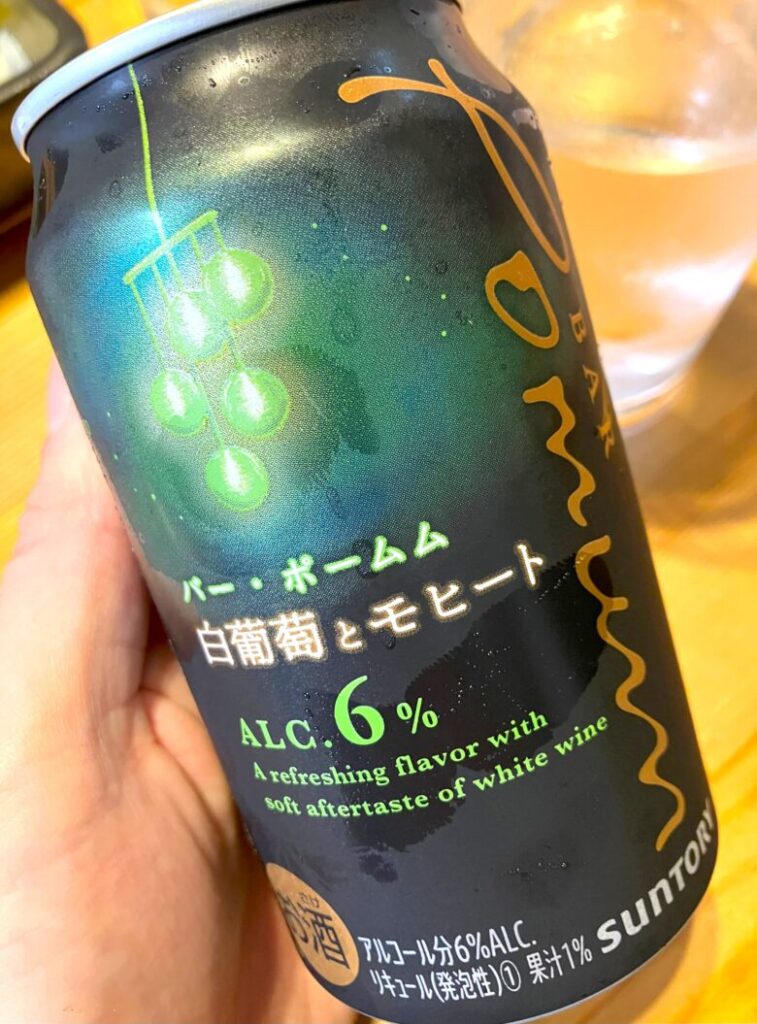 BAR Pomum
バー・ポームム
白葡萄とモヒート
ALC.6%
A refreshing flavor with
soft aftertaste of white wine
お酒
さけ
アルコール分6%ALC.
リキュール(発泡性)① 果汁1%
SUNTORY